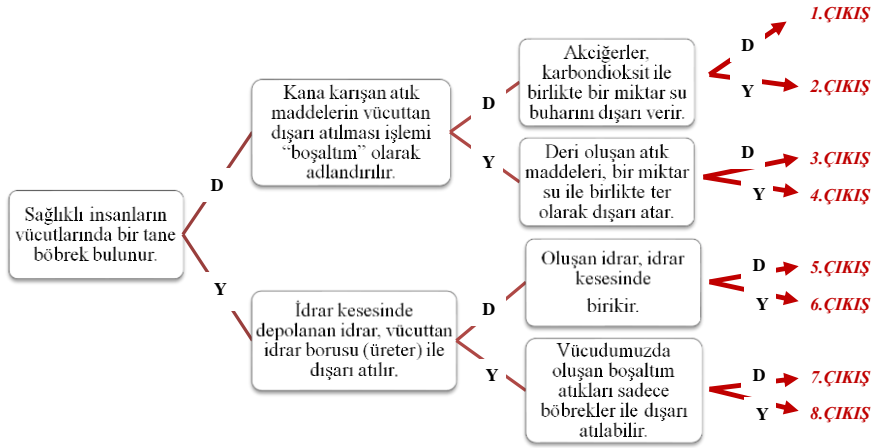 Sağlıklı insanların
vücutlarında bir tane
böbrek bulunur.
D
Y
Kana karışan atık
maddelerin vücuttan
dışarı atılması işlemi
“boşaltım” olarak
adlandırılır.
D
Y
İdrar kesesinde
depolanan idrar, vücuttan
idrar borusu (üreter) ile
dışarı atılır.
D
Y
Akciğerler,
karbondioksit ile
birlikte bir miktar su
buharını dışarı verir.
D
Y
Deri oluşan atık
maddeleri, bir miktar
su ile birlikte ter
olarak dışarı atar.
D
Y
Oluşan idrar, idrar
kesesinde
birikir.
D
Y
Vücudumuzda
oluşan boşaltım
atıkları sadece
böbrekler ile dışarı
atılabilir.
D
Y
1.ÇIKIŞ
2.ÇIKIŞ
3.ÇIKIŞ
4.ÇIKIŞ
5.ÇIKIŞ
6.ÇIKIŞ
7.ÇIKIŞ
8.ÇIKIŞ